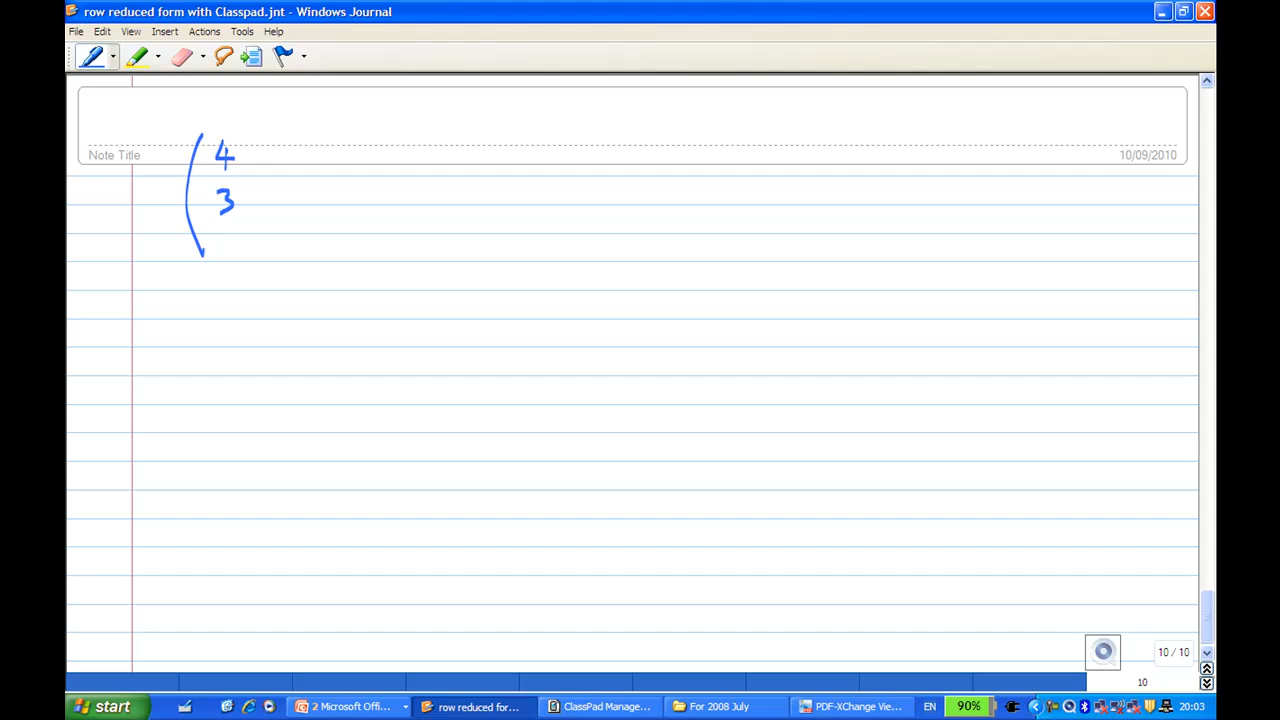 row reduced form with Classpad.jnt - Windows Journal
File Edit View Insert Actions Tools Help
Note Title
10/09/2010
( 4
3
10 / 10
10
start
2 Microsoft Offi...
row reduced for...
ClassPad Manage...
For 2008 July
PDF-XChange Vie...
EN
90%
20:03